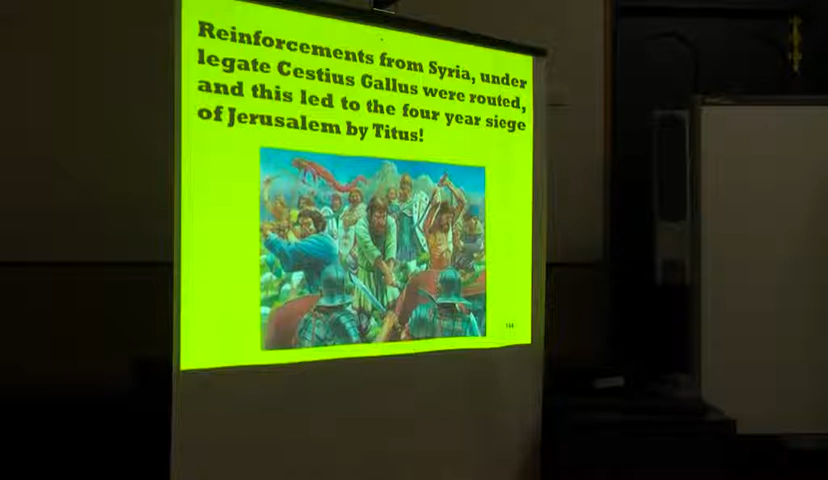 Reinforcements from Syria, under
legate Cestius Gallus were routed,
and this led to the four year siege
of Jerusalem by Titus!